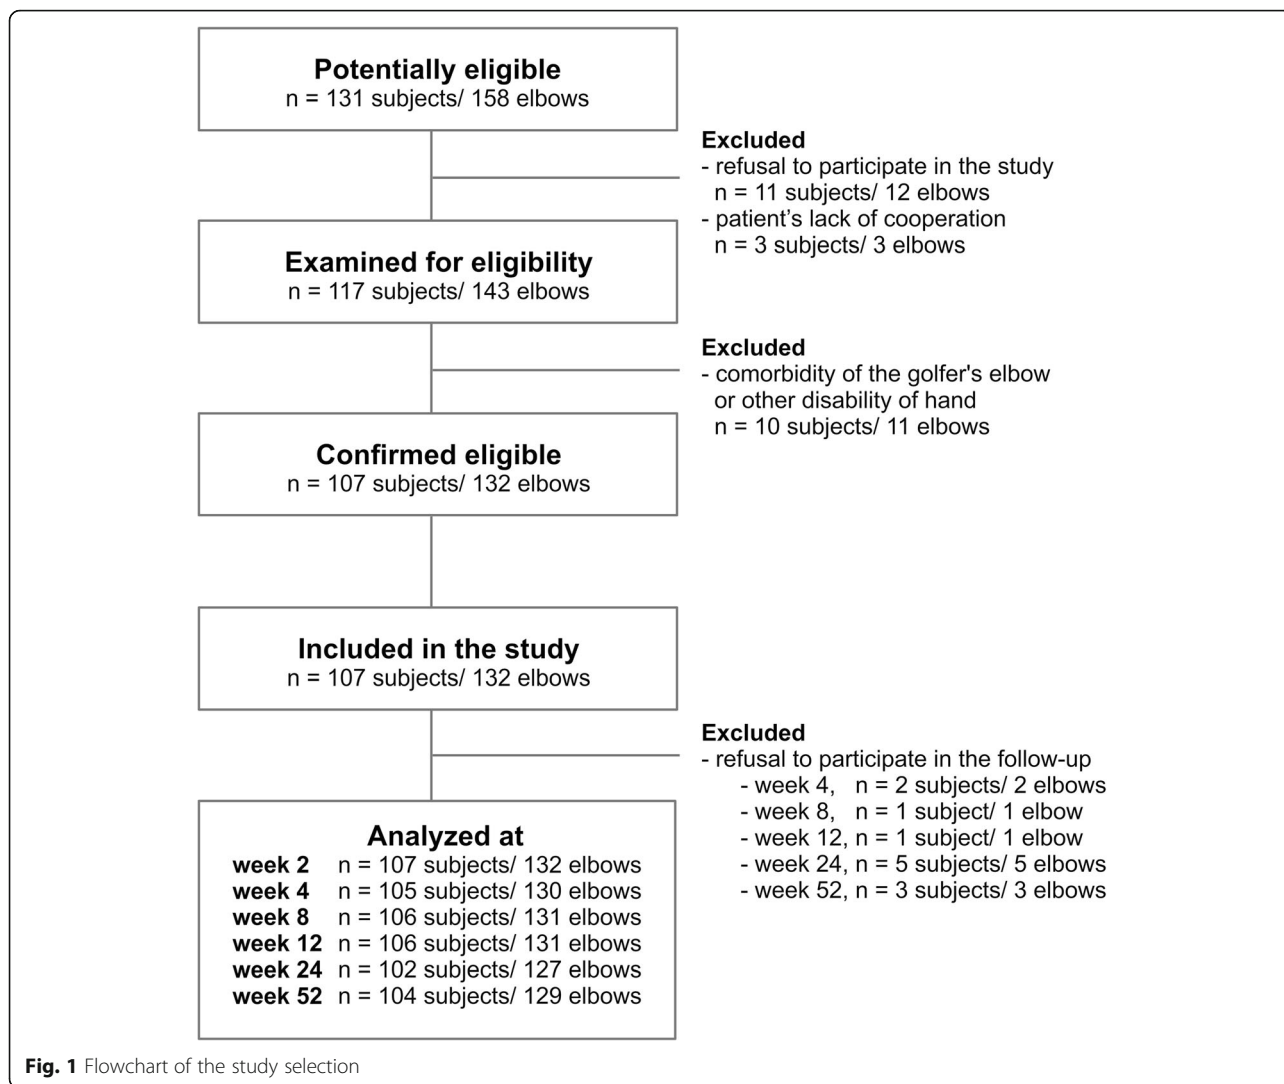 Potentially eligible
n = 131 subjects/ 158 elbows
Excluded
- refusal to participate in the study
n = 11 subjects/ 12 elbows
- patient's lack of cooperation
n = 3 subjects/ 3 elbows
Examined for eligibility
n = 117 subjects/ 143 elbows
Excluded
- comorbidity of the golfer's elbow
or other disability of hand
n = 10 subjects/ 11 elbows
Confirmed eligible
n = 107 subjects/ 132 elbows
Included in the study
n = 107 subjects/ 132 elbows
Excluded
- refusal to participate in the follow-up
- week 4, n = 2 subjects/ 2 elbows
- week 8, n = 1 subject/ 1 elbow
- week 12, n = 1 subject/ 1 elbow
- week 24, n = 5 subjects/ 5 elbows
- week 52, n = 3 subjects/ 3 elbows
Analyzed at
week 2 n = 107 subjects/ 132 elbows
week 4 n = 105 subjects/ 130 elbows
week 8 n = 106 subjects/ 131 elbows
week 12 n = 106 subjects/ 131 elbows
week 24 n = 102 subjects/ 127 elbows
week 52 n = 104 subjects/ 129 elbows
Fig. 1 Flowchart of the study selection